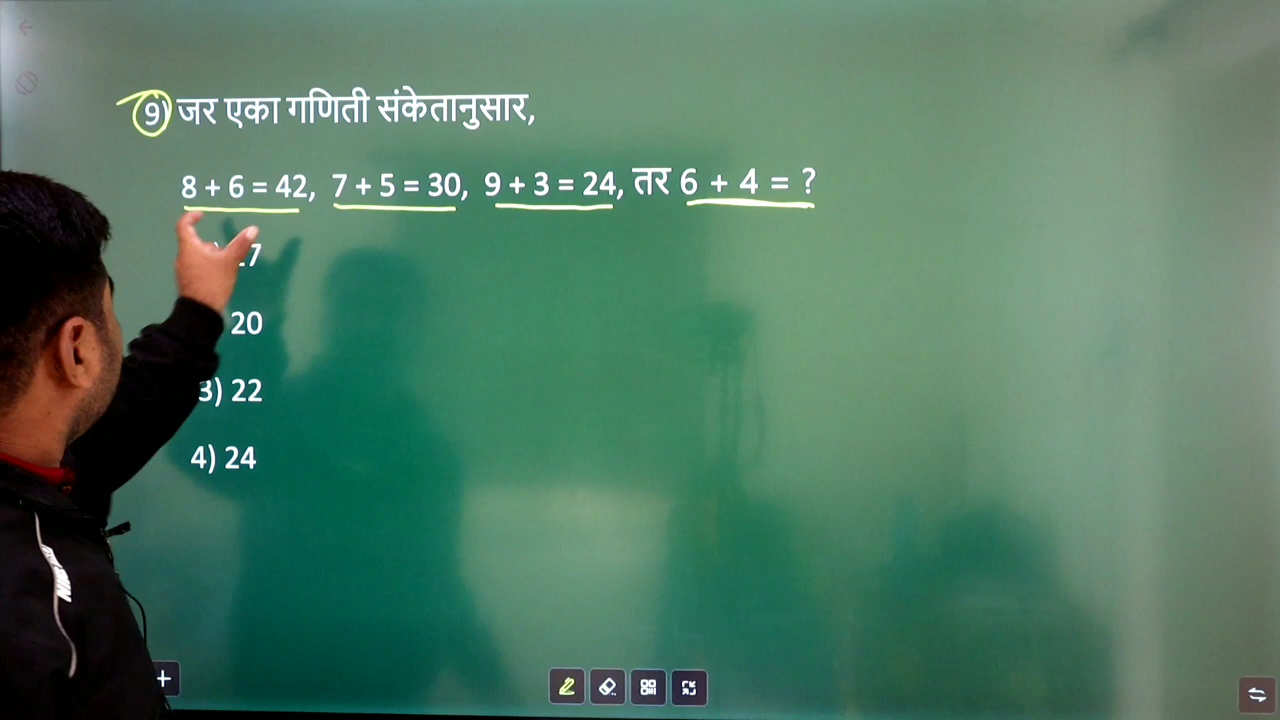 9) जर एका गणिती संकेतानुसार,
8 + 6 = 42, 7 + 5 = 30, 9 + 3 = 24, तर 6 + 4 = ?
20
3) 22
4) 24